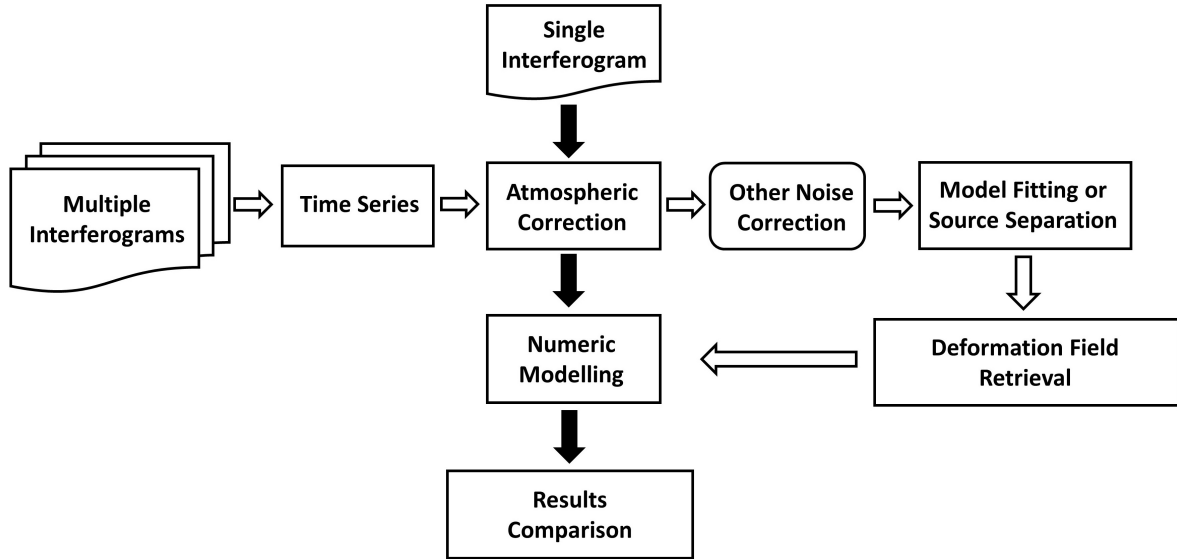 Single
Interferogram
Multiple
Interferograms
Time Series
Atmospheric
Correction
Other Noise
Correction
Model Fitting or
Source Separation
Numeric
Modelling
Deformation Field
Retrieval
Results
Comparison